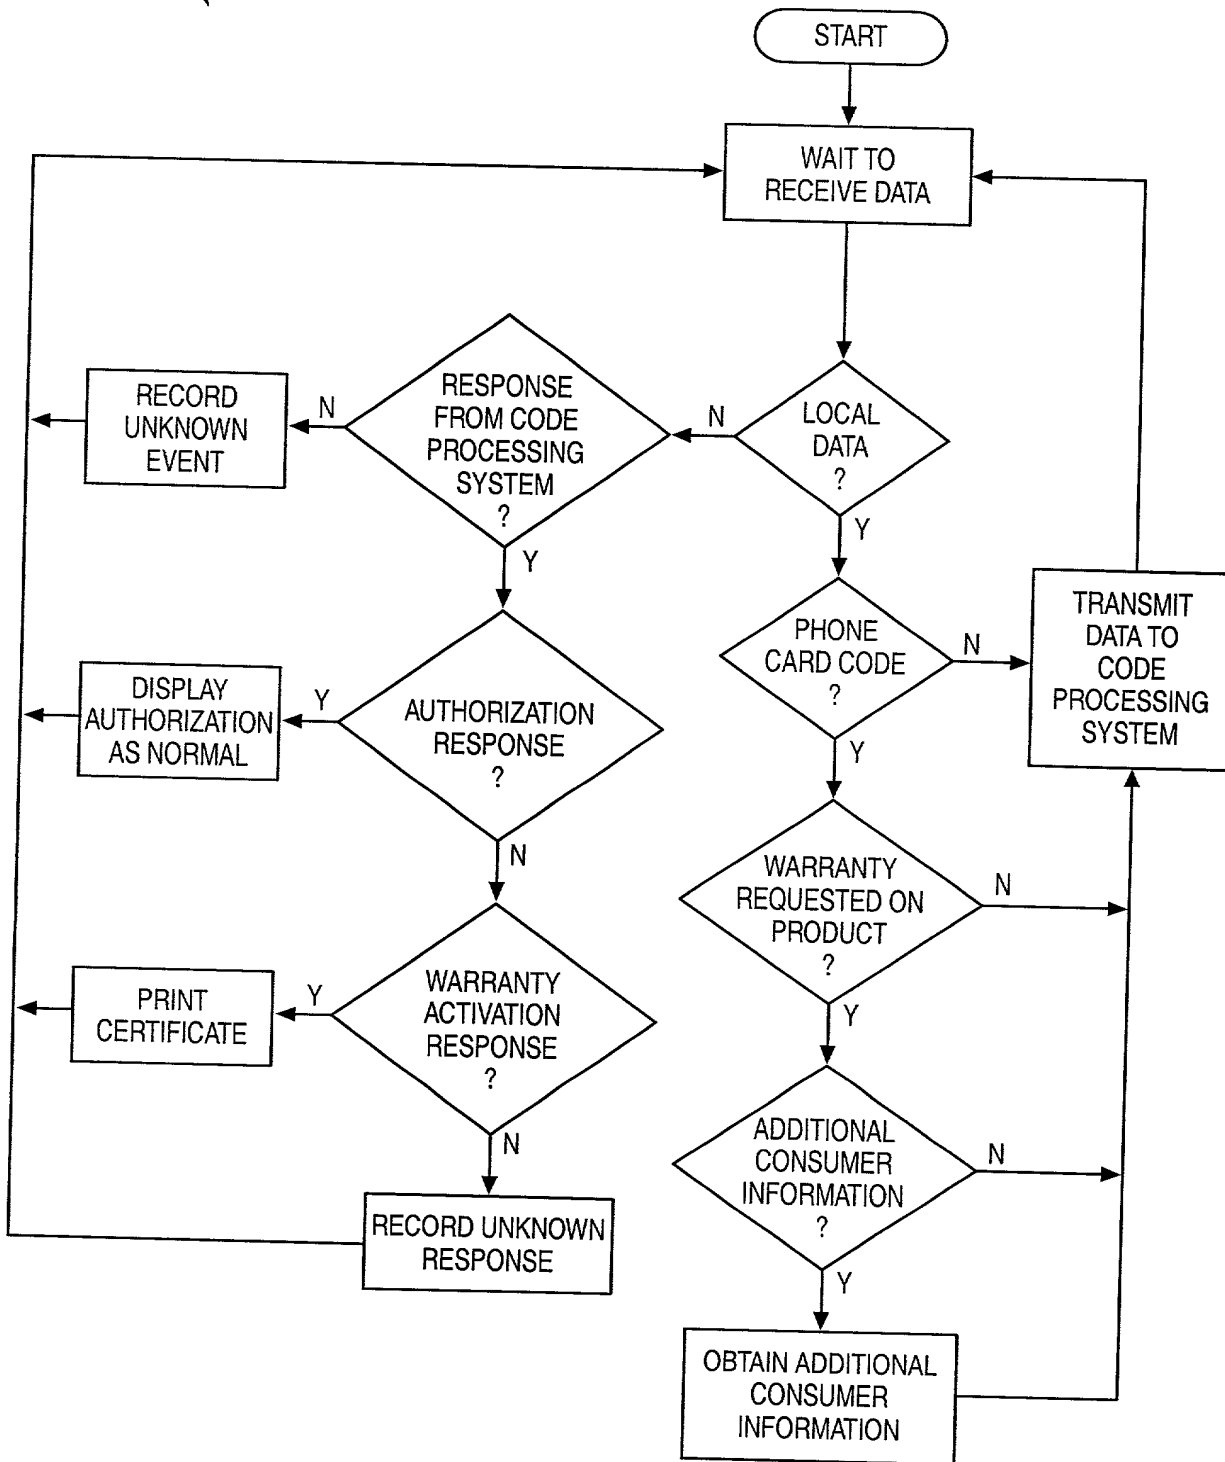 START
WAIT TO
RECEIVE DATA
LOCAL
DATA
?
N
Y
RESPONSE
FROM CODE
PROCESSING
SYSTEM
?
N
Y
RECORD
UNKNOWN
EVENT
PHONE
CARD CODE
?
N
Y
TRANSMIT
DATA TO
CODE
PROCESSING
SYSTEM
AUTHORIZATION
RESPONSE
?
Y
N
DISPLAY
AUTHORIZATION
AS NORMAL
WARRANTY
REQUESTED ON
PRODUCT
?
N
Y
WARRANTY
ACTIVATION
RESPONSE
?
Y
N
PRINT
CERTIFICATE
ADDITIONAL
CONSUMER
INFORMATION
?
N
Y
RECORD UNKNOWN
RESPONSE
OBTAIN ADDITIONAL
CONSUMER
INFORMATION